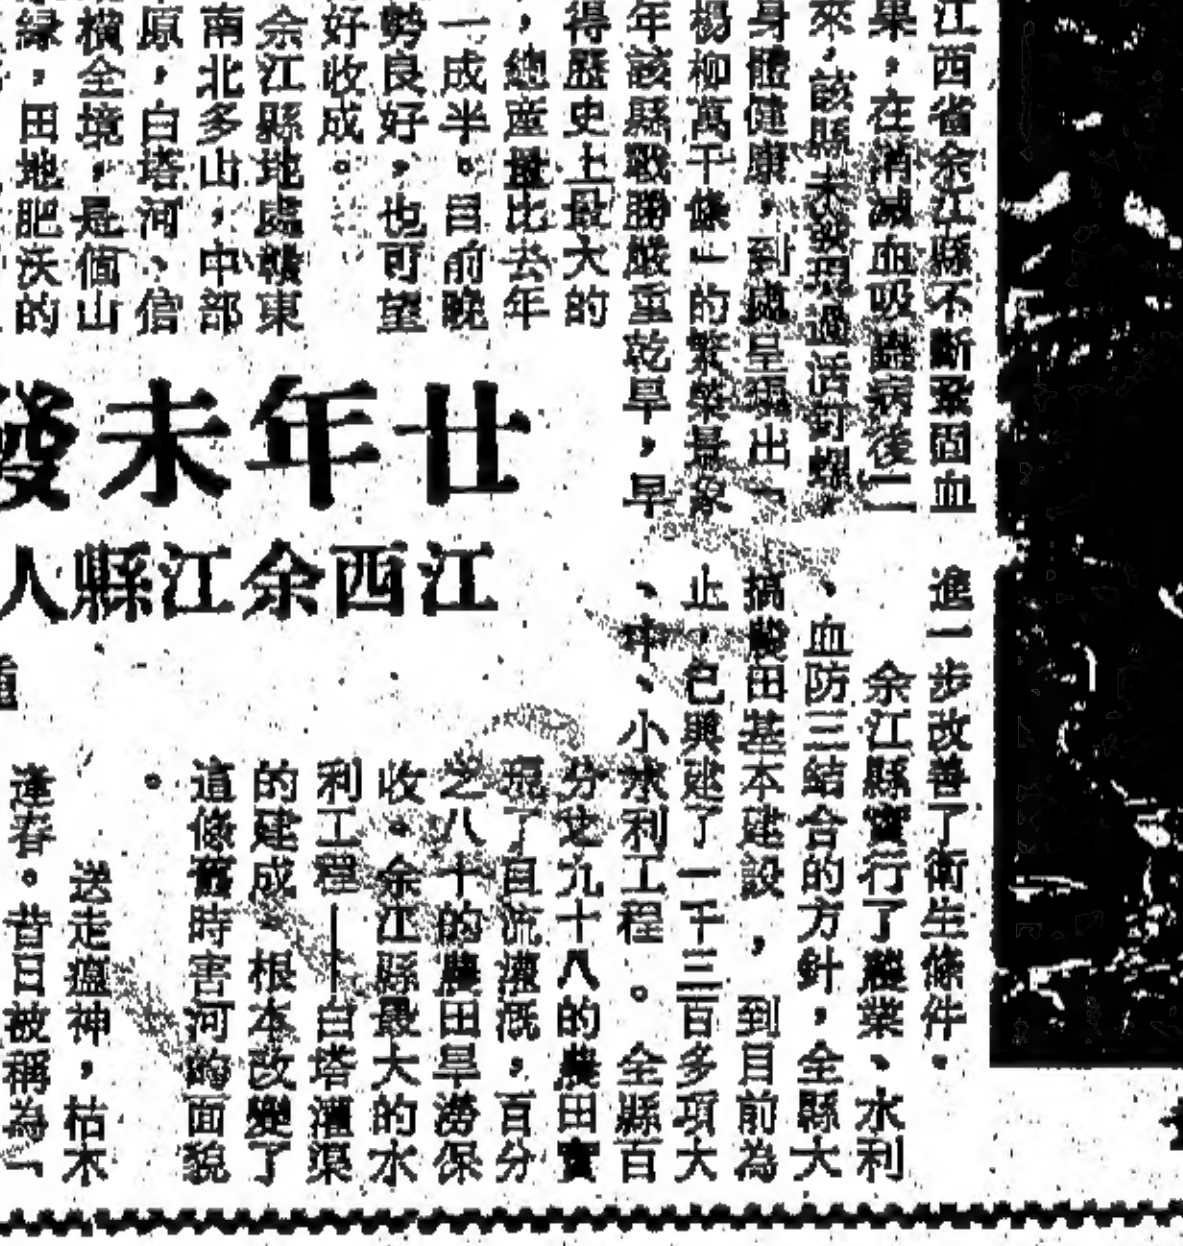 廿年未發
江西余江縣人
江西省余江縣不斷鞏固血
果，在消滅血吸蟲病後二
來，該縣未發現過活釘螺，
身體健康，到處呈現出「
楊柳萬千條」的繁榮景象
年該縣戰勝嚴重乾旱，早
得歷史上最大的
，總産量比去年
一成半。目前晚
勢良好，也可望
好收成。
余江縣地處贛東
南北多山，中部
原，白塔河、信
橫全境，是個山
綠，田地肥沃的
進一步改善了衛生條件。
余江縣實行了農業、水利
、血防三結合的方針，全縣大
搞農田基本建設，到目前為
止，已興建了一千三百多項大
、中、小水利工程。全縣百
分之九十八的農田實
現了自流灌溉，百分
之八十的農田旱澇保
收。余江縣最大的水
利工程——白塔灌渠
的建成，根本改變了
這條舊時害河的面貌
。
送走瘟神，枯木
逢春。昔日被稱為「